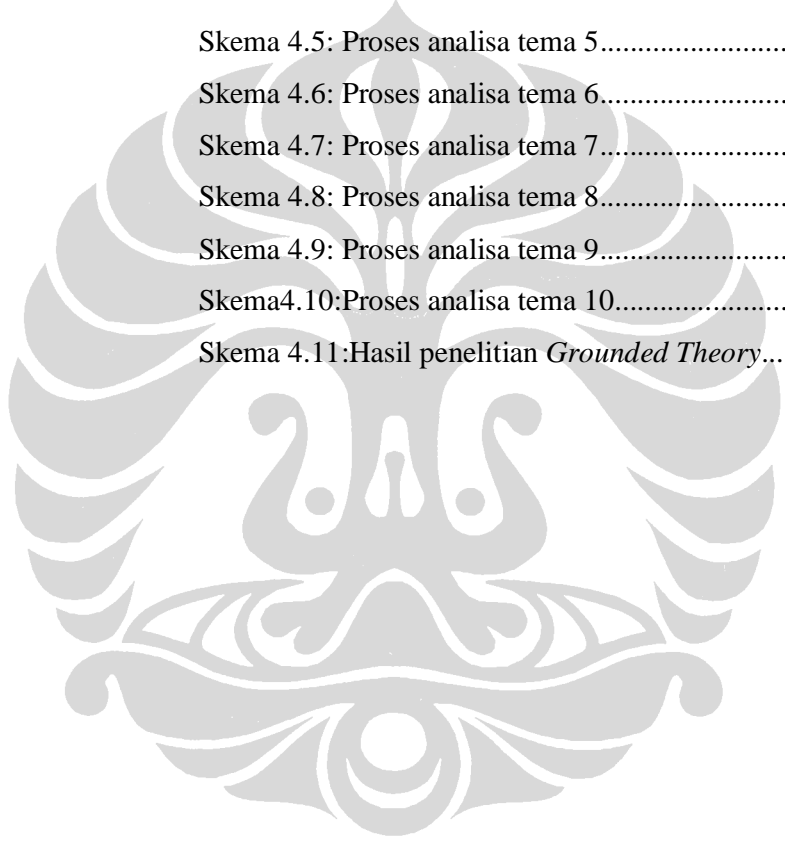 Skema 4.5: Proses analisa tema 5.......................
Skema 4.6: Proses analisa tema 6.......................
Skema 4.7: Proses analisa tema 7.......................
Skema 4.8: Proses analisa tema 8.......................
Skema 4.9: Proses analisa tema 9.......................
Skema4.10:Proses analisa tema 10.....................
Skema 4.11:Hasil penelitian Grounded Theory...